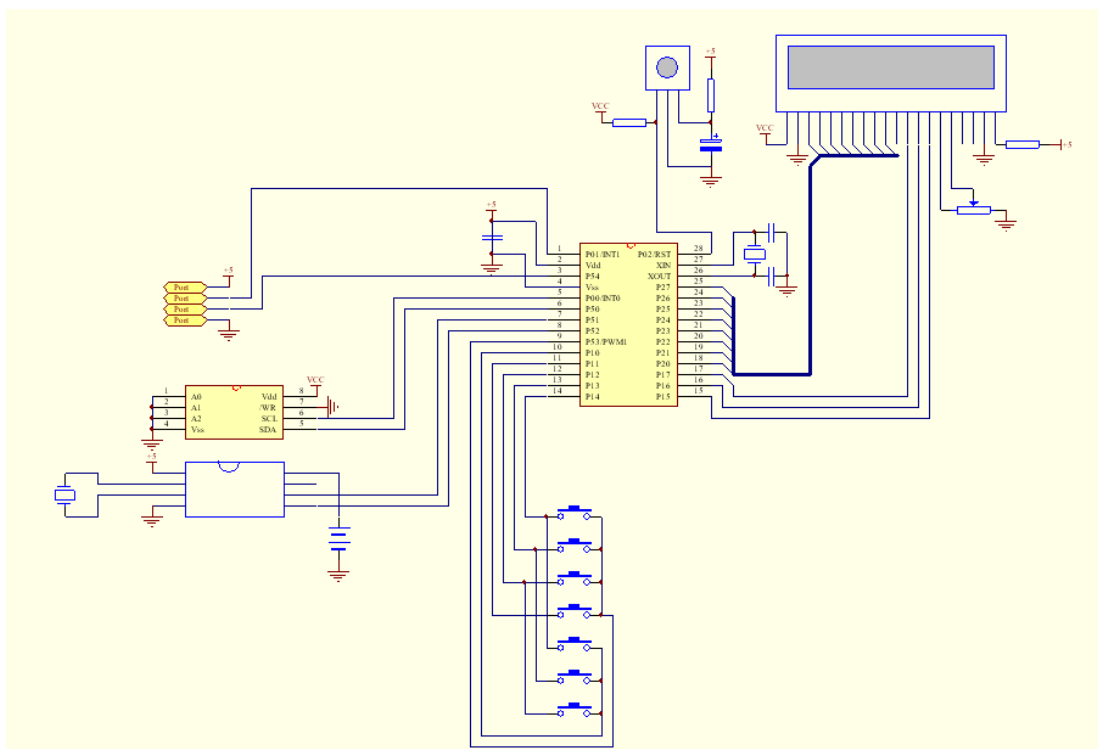 +5
VCC
VCC
+5
+5
1 P01/INT1 P02/RST 28
2 Vdd XIN 27
3 P54 XOUT 26
4 Vss P27 25
5 P00/INT0 P26 24
6 P50 P25 23
7 P51 P24 22
8 P52 P23 21
9 P53/PWM1 P22 20
10 P10 P21 19
11 P11 P20 18
12 P12 P17 17
13 P13 P16 16
14 P14 P15 15
+5
Port
Port
Port
Port
VCC
1 A0 Vdd 8
2 A1 /WR 7
3 A2 SCL 6
4 Vss SDA 5
+5